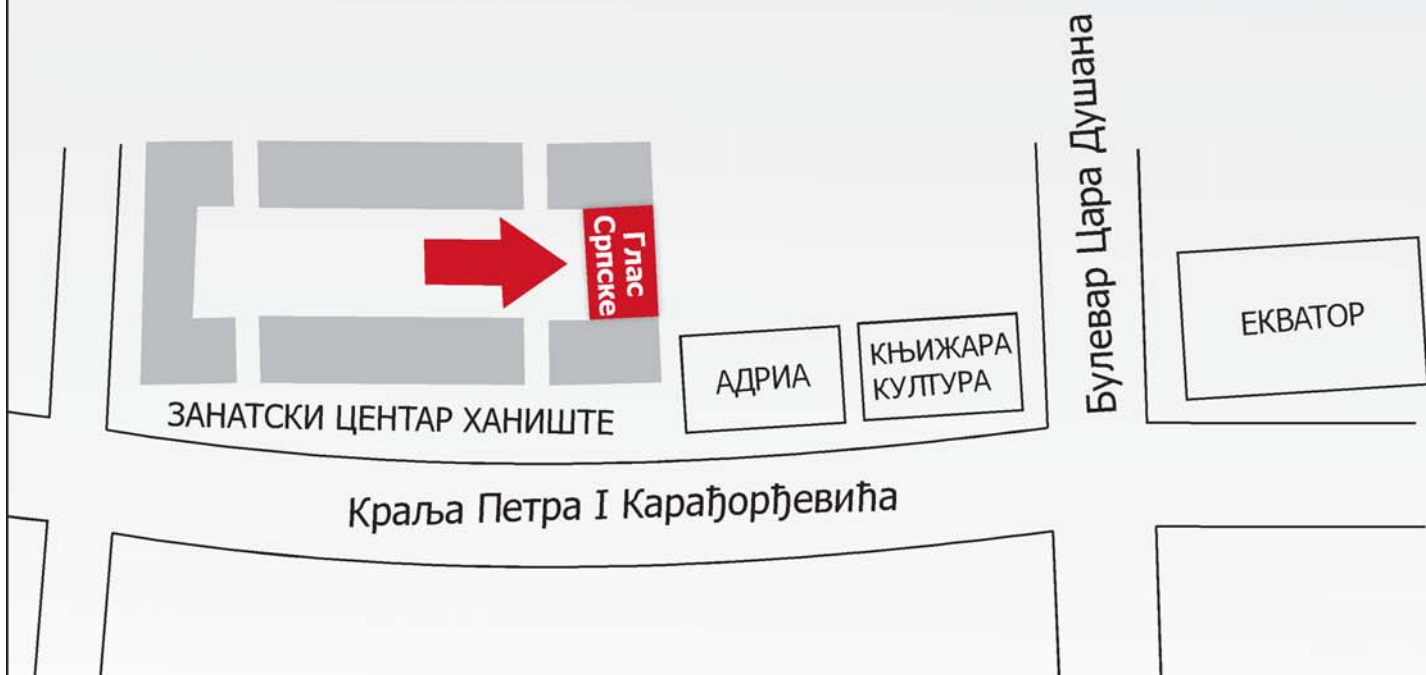 Булевар Цара Душана
Глас
Српске
ЕКВАТОР
АДРИА
КЊИЖАРА
КУЛТУРА
ЗАНАТСКИ ЦЕНТАР ХАНИШТЕ
Краља Петра I Карађорђевића